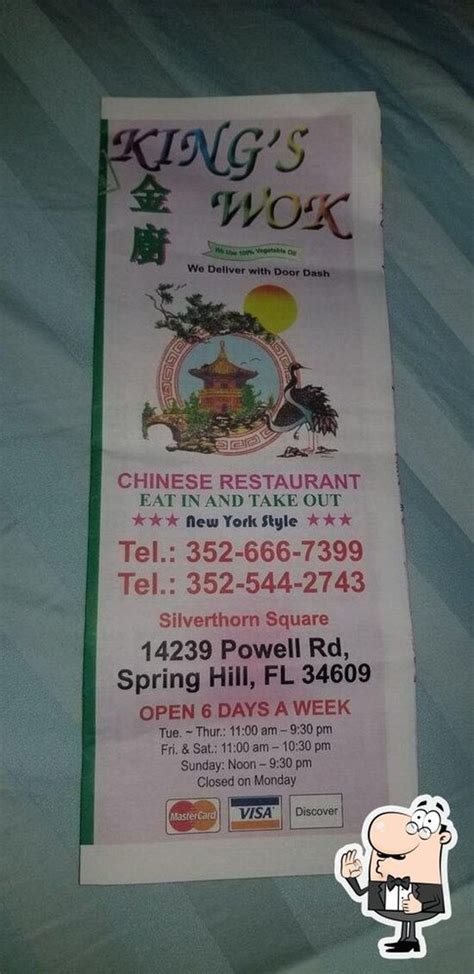 KING'S
金廚
WOK
We Use 100% Vegetable Oil
We Deliver with Door Dash
CHINESE RESTAURANT
EAT IN AND TAKE OUT
★★★ New York Style ★★★
Tel.: 352-666-7399
Tel.: 352-544-2743
Silverthorn Square
14239 Powell Rd,
Spring Hill, FL 34609
OPEN 6 DAYS A WEEK
Tue. ~ Thur.: 11:00 am – 9:30 pm
Fri. & Sat.: 11:00 am – 10:30 pm
Sunday: Noon – 9:30 pm
Closed on Monday
MasterCard VISA Discover